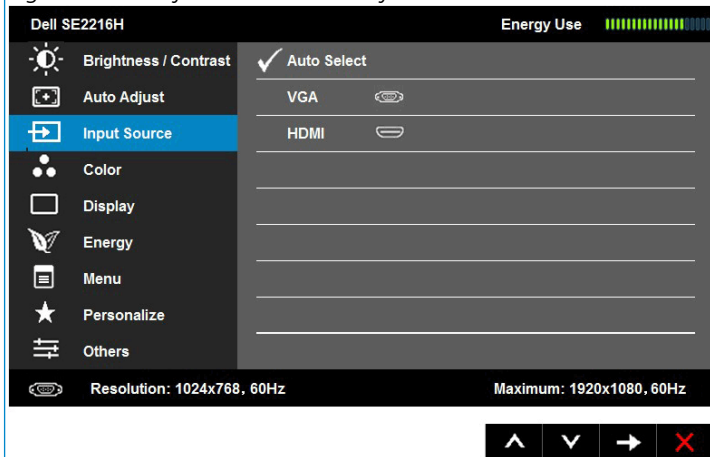 Dell SE2216H Energy Use
Brightness / Contrast Auto Select
Auto Adjust VGA
Input Source HDMI
Color
Display
Energy
Menu
Personalize
Others
Resolution: 1024x768, 60Hz Maximum: 1920x1080, 60Hz